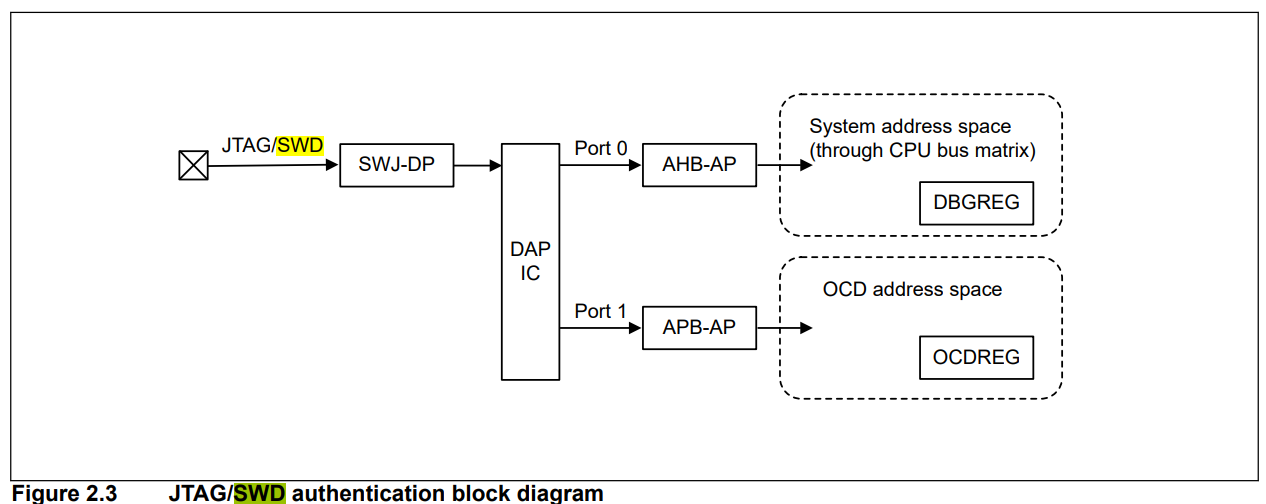 JTAG/SWD
SWJ-DP
DAP
IC
Port 0
AHB-AP
System address space
(through CPU bus matrix)
DBGREG
Port 1
APB-AP
OCD address space
OCDREG
Figure 2.3 JTAG/SWD authentication block diagram